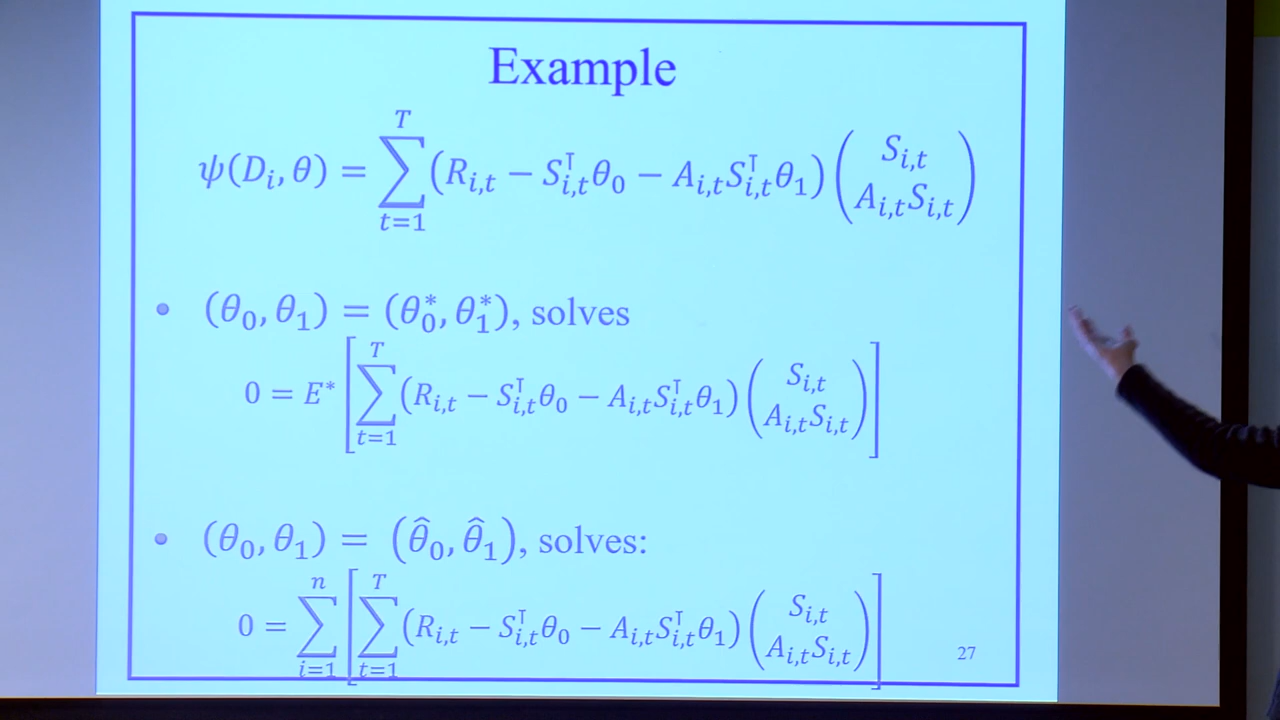 Example
ψ(D_i, θ) = ∑_{t=1}^{T} (R_{i,t} − S_{i,t}^⊺ θ_0 − A_{i,t} S_{i,t}^⊺ θ_1) (S_{i,t} / A_{i,t} S_{i,t})
• (θ_0, θ_1) = (θ_0^*, θ_1^*), solves
0 = E^* [∑_{t=1}^{T} (R_{i,t} − S_{i,t}^⊺ θ_0 − A_{i,t} S_{i,t}^⊺ θ_1) (S_{i,t} / A_{i,t} S_{i,t})]
• (θ_0, θ_1) = (θ̂_0, θ̂_1), solves:
0 = ∑_{i=1}^{n} [∑_{t=1}^{T} (R_{i,t} − S_{i,t}^⊺ θ_0 − A_{i,t} S_{i,t}^⊺ θ_1) (S_{i,t} / A_{i,t} S_{i,t})]
27